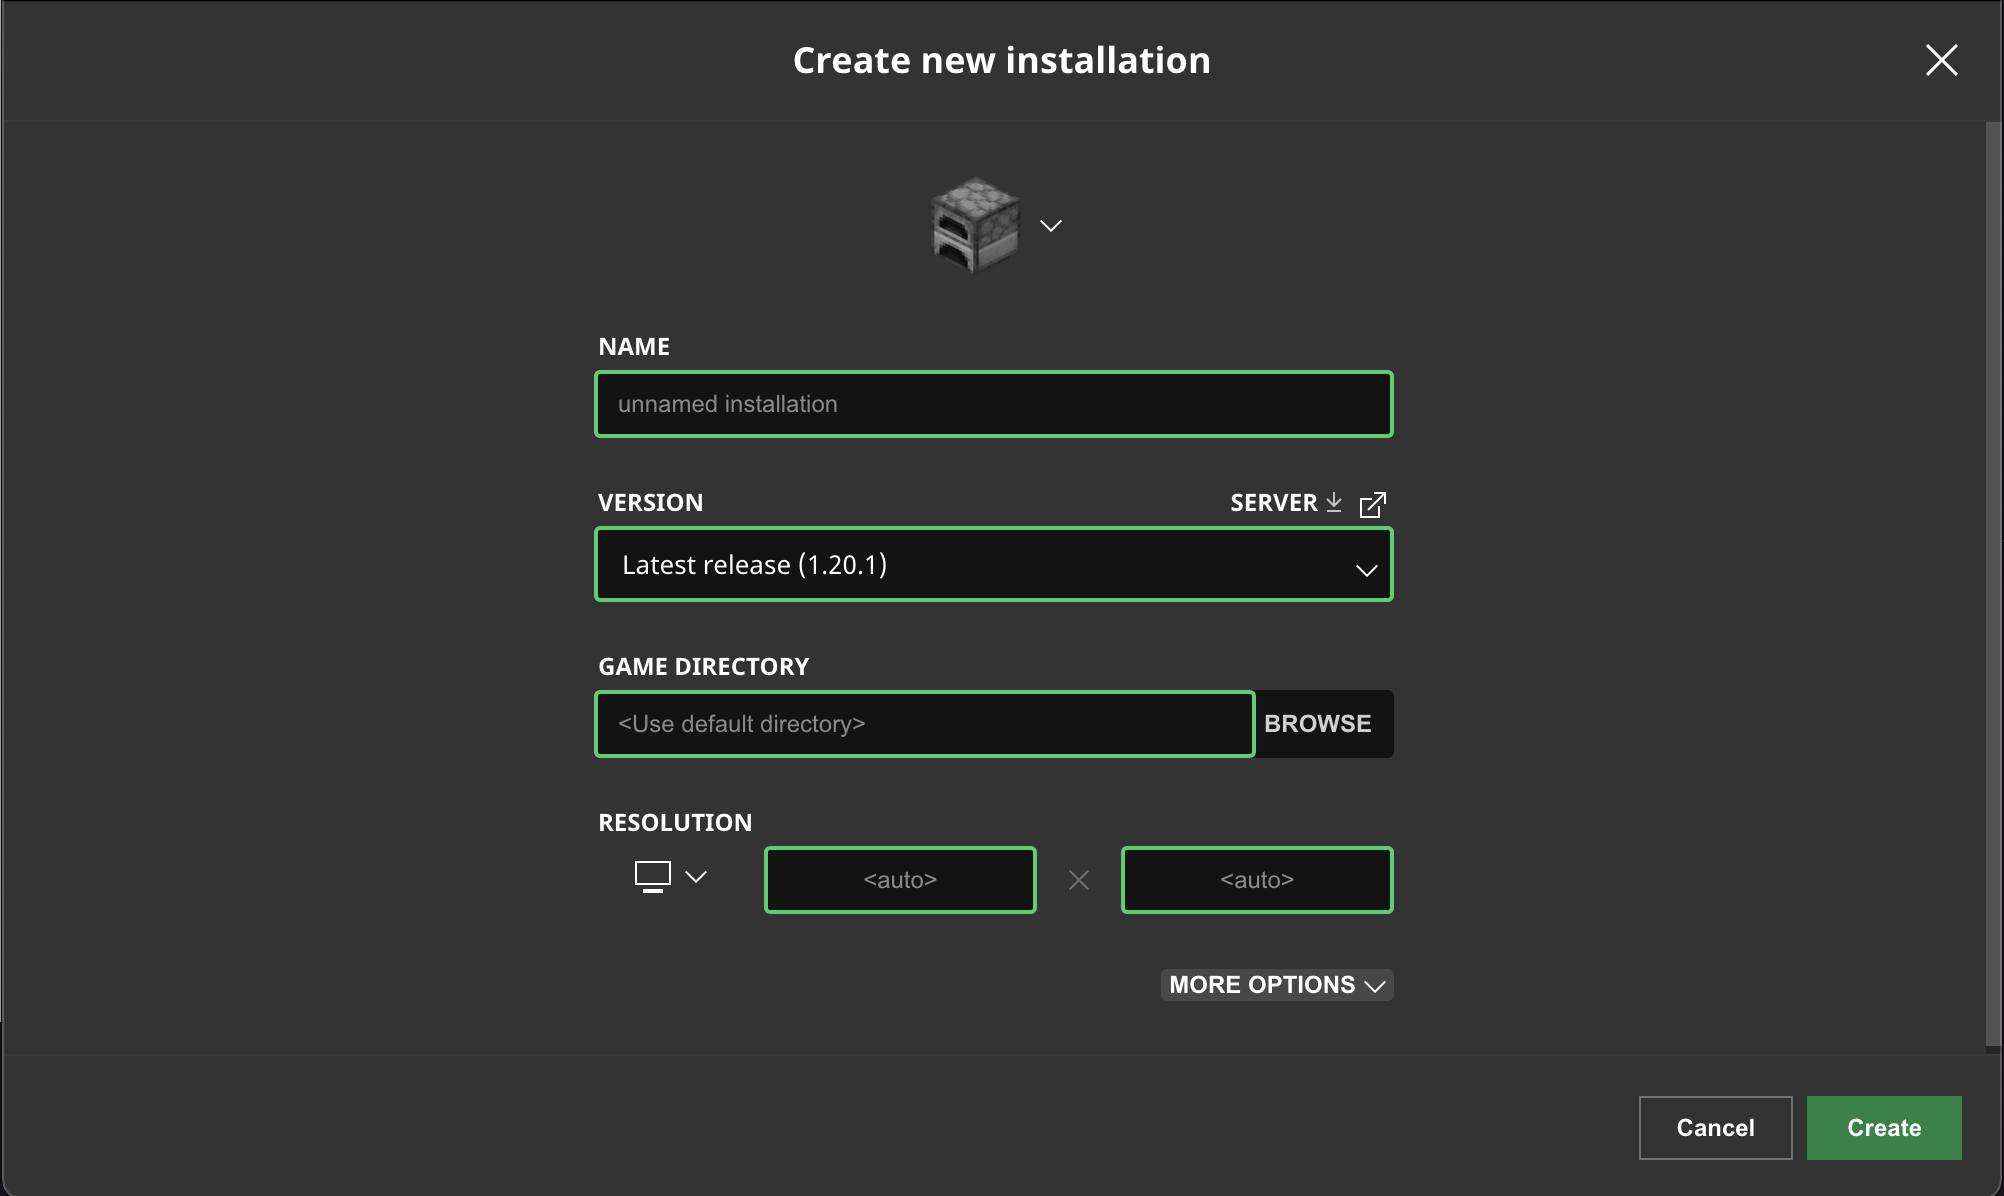 Create new installation
NAME
unnamed installation
VERSION
SERVER
Latest release (1.20.1)
GAME DIRECTORY
<Use default directory>
BROWSE
RESOLUTION
<auto>
<auto>
MORE OPTIONS
Cancel
Create